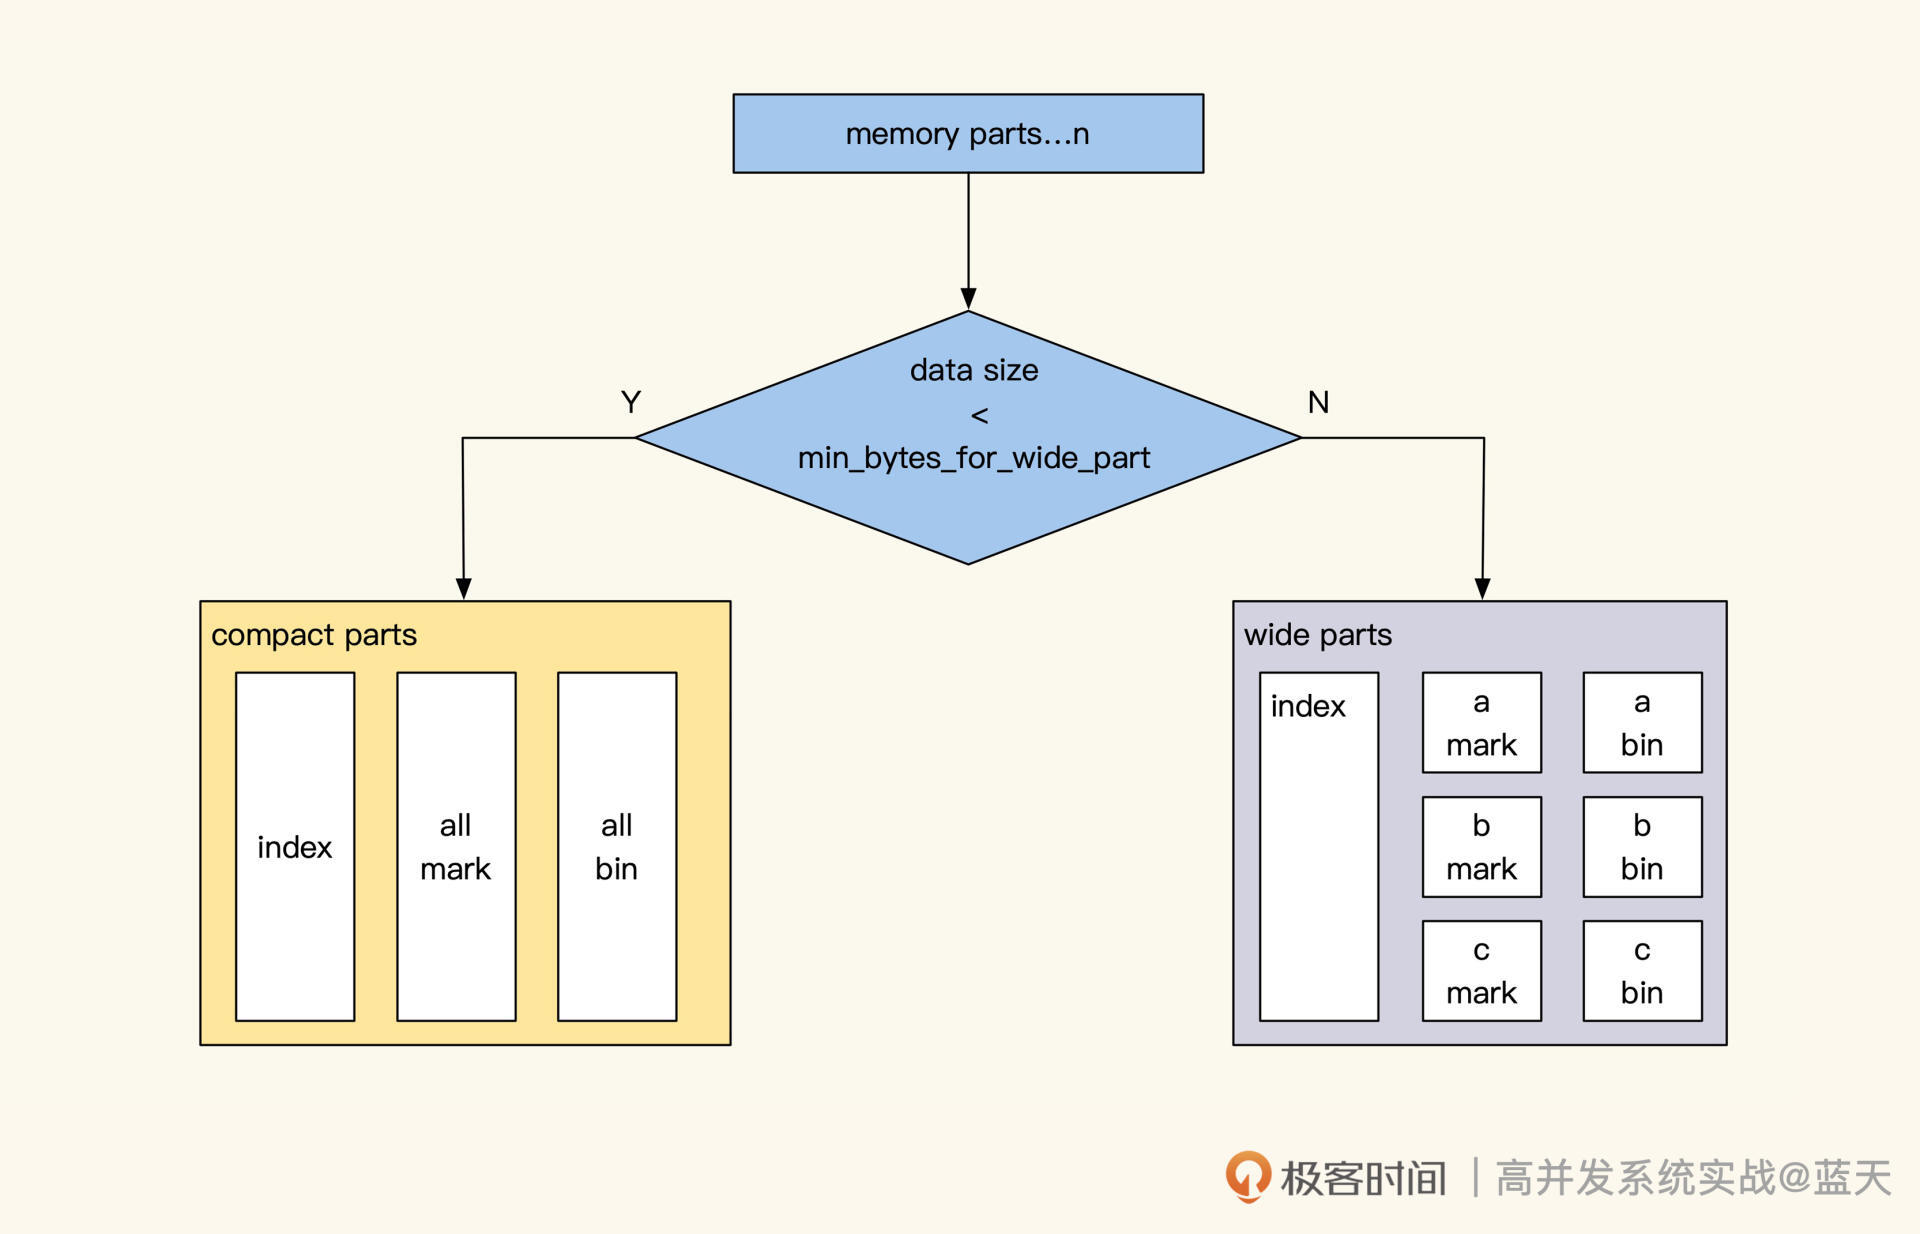 memory parts...n
data size
<
min_bytes_for_wide_part
Y
N
compact parts
index
all
mark
all
bin
wide parts
index
a
mark
a
bin
b
mark
b
bin
c
mark
c
bin
极客时间 | 高并发系统实战@蓝天